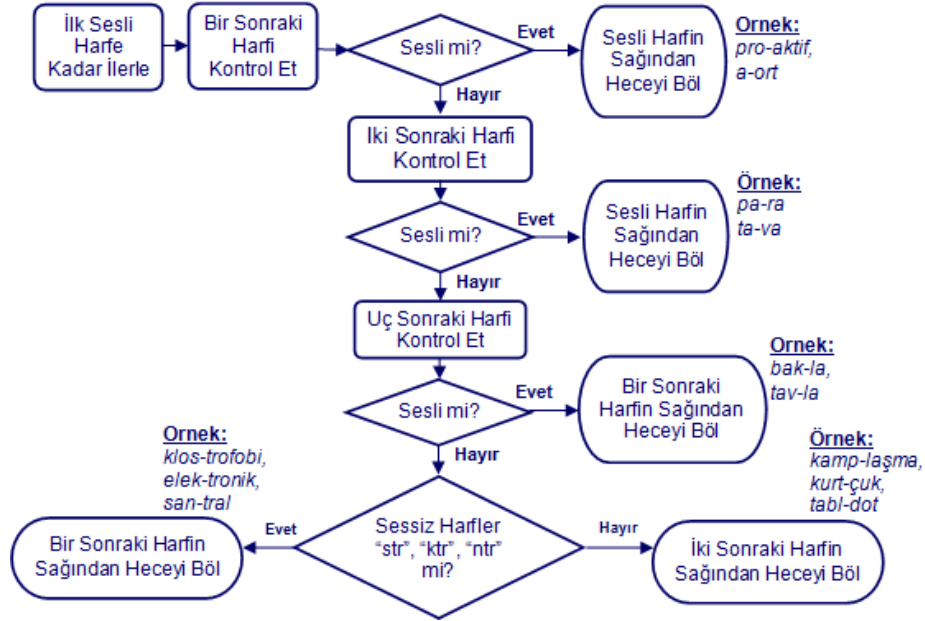 İlk Sesli
Harfe
Kadar İlerle
Bir Sonraki
Harfi
Kontrol Et
Sesli mi?
Evet
Sesli Harfin
Sağından
Heceyi Böl
Ornek:
pro-aktif,
a-ort
Hayır
Iki Sonraki Harfi
Kontrol Et
Sesli mi?
Evet
Sesli Harfin
Sağından
Heceyi Böl
Örnek:
pa-ra
ta-va
Hayır
Uç Sonraki Harfi
Kontrol Et
Sesli mi?
Evet
Bir Sonraki
Harfin Sağından
Heceyi Böl
Ornek:
bak-la,
tav-la
Hayır
Sessiz Harfler
“str”, “ktr”, “ntr”
mi?
Evet
Bir Sonraki Harfin
Sağından Heceyi Böl
Ornek:
klos-trofobi,
elek-tronik,
san-tral
Hayır
İki Sonraki Harfin
Sağından Heceyi Böl
Örnek:
kamp-laşma,
kurt-çuk,
tabl-dot